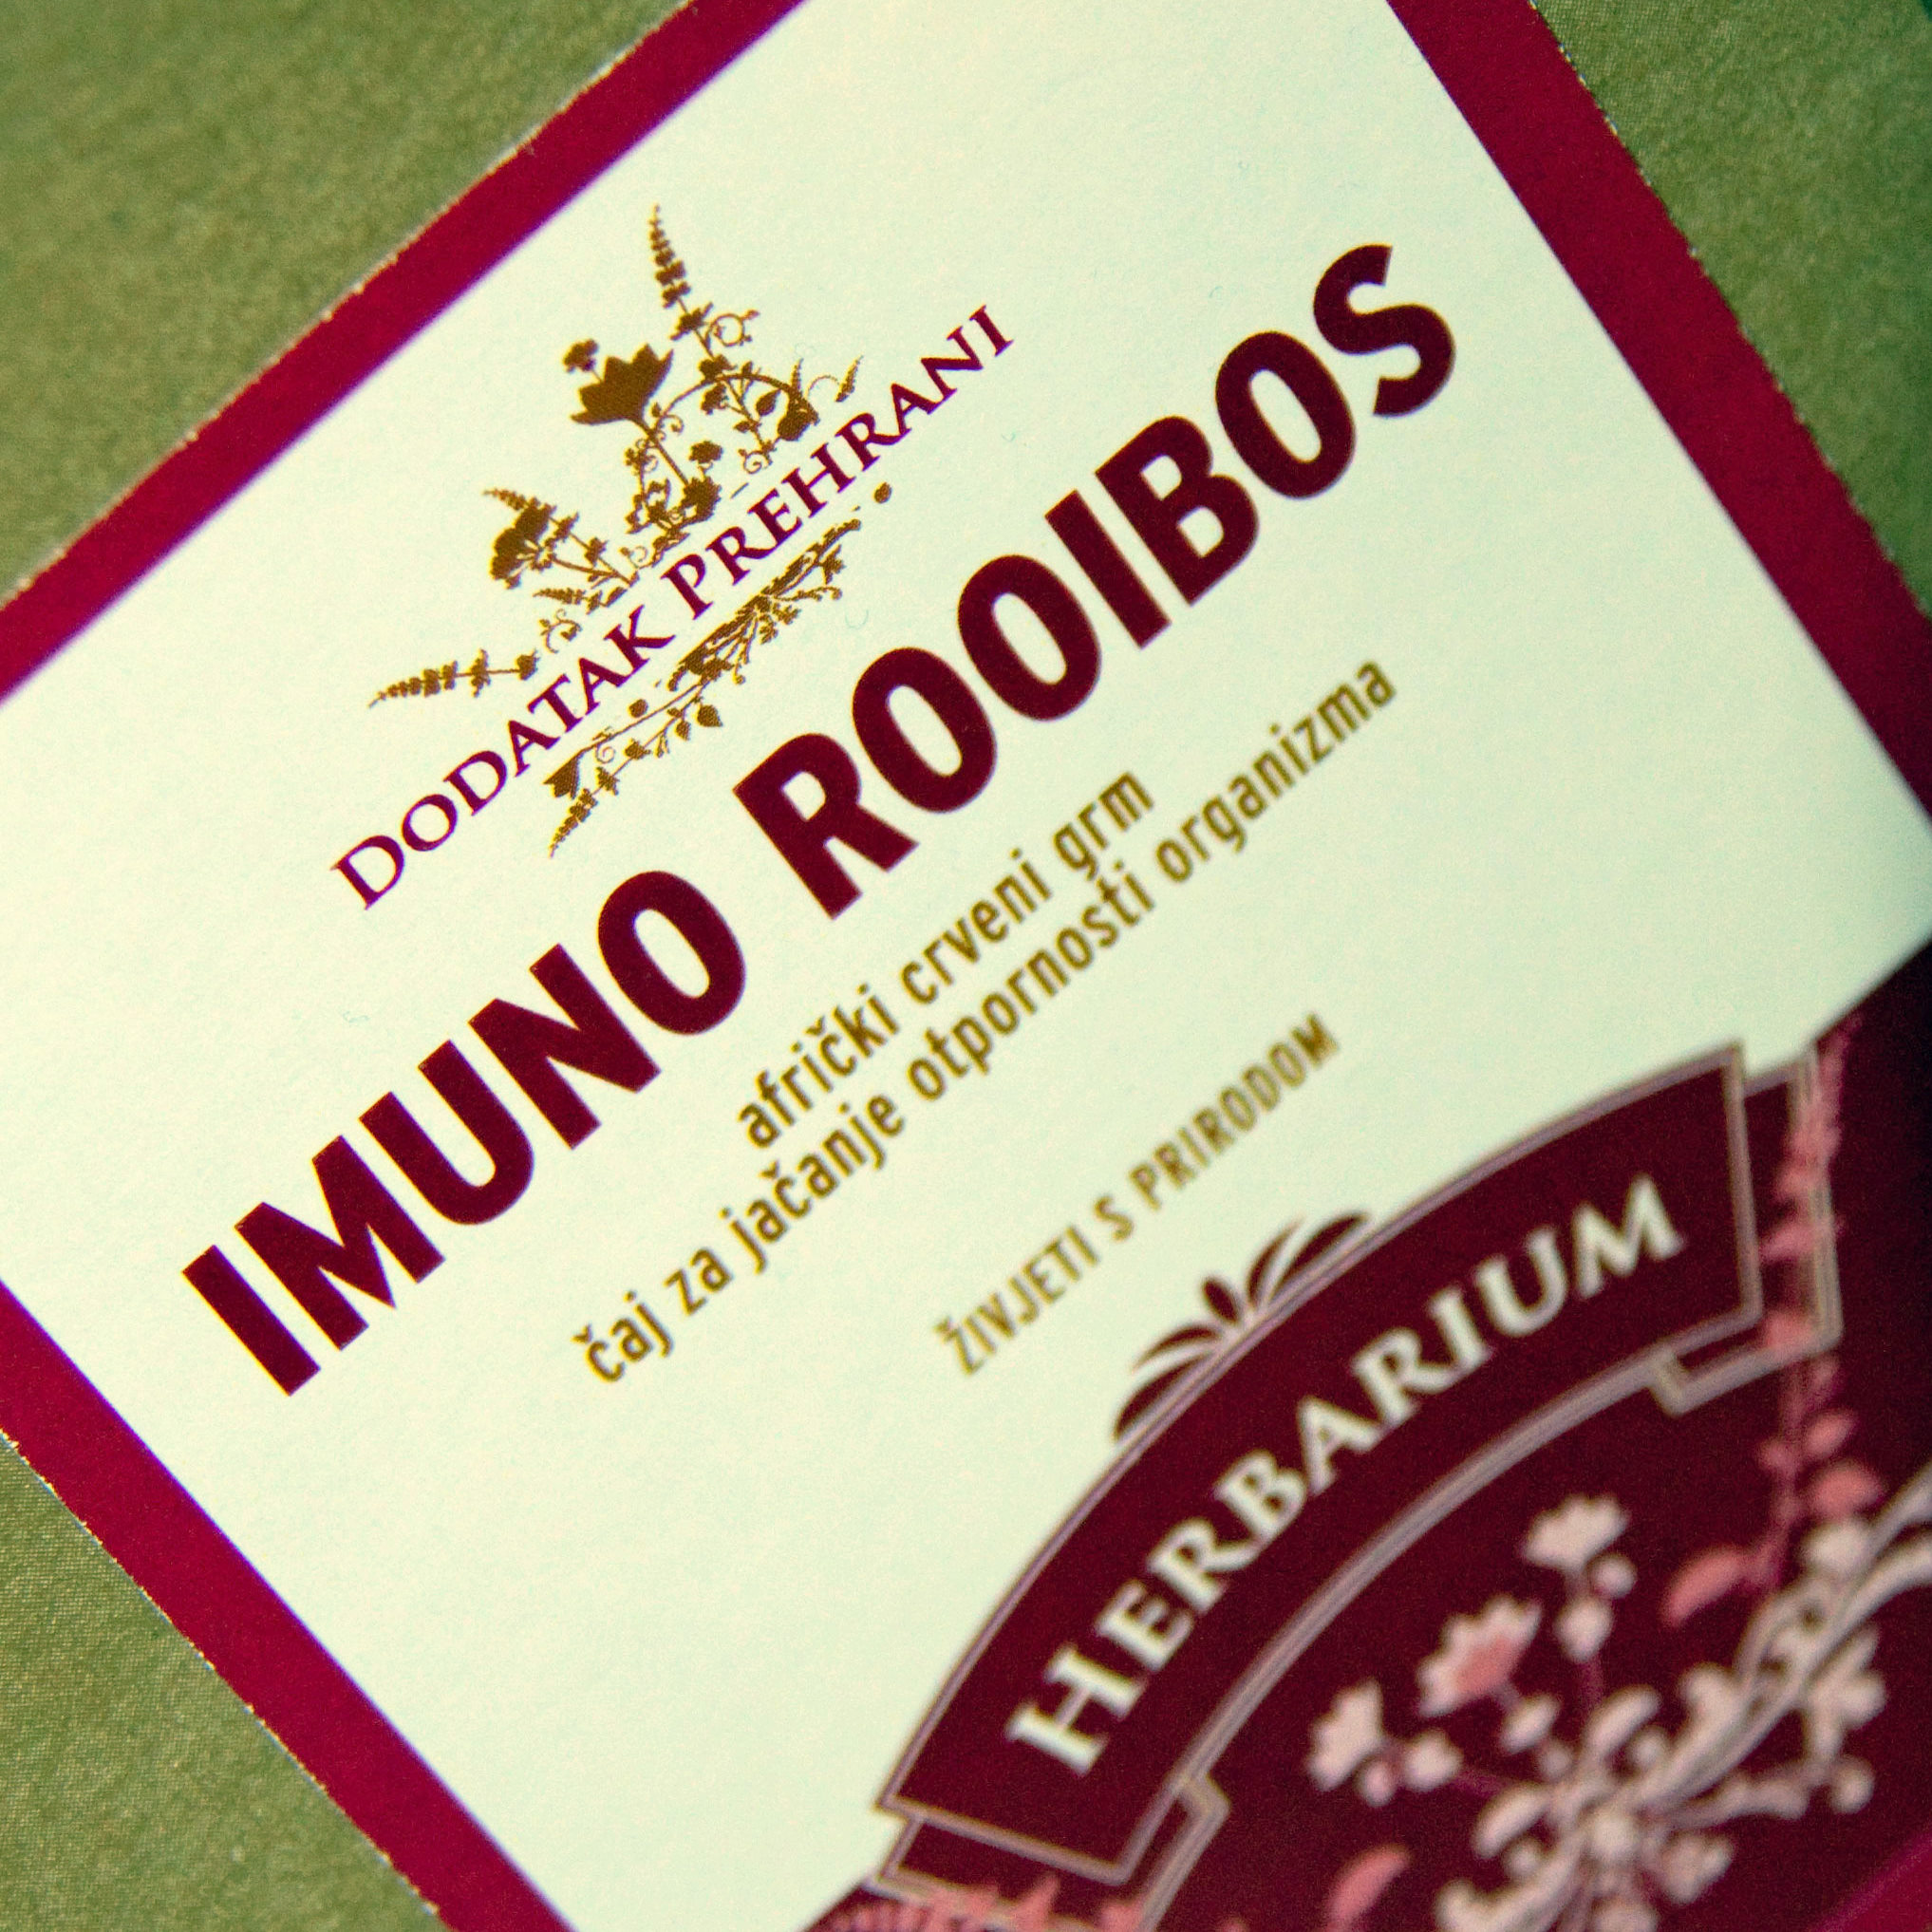 DODATAK PREHRANI
IMUNO ROOIBOS
afrički crveni grm
čaj za jačanje otpornosti organizma
ŽIVJETI S PRIRODOM
HERBARIUM